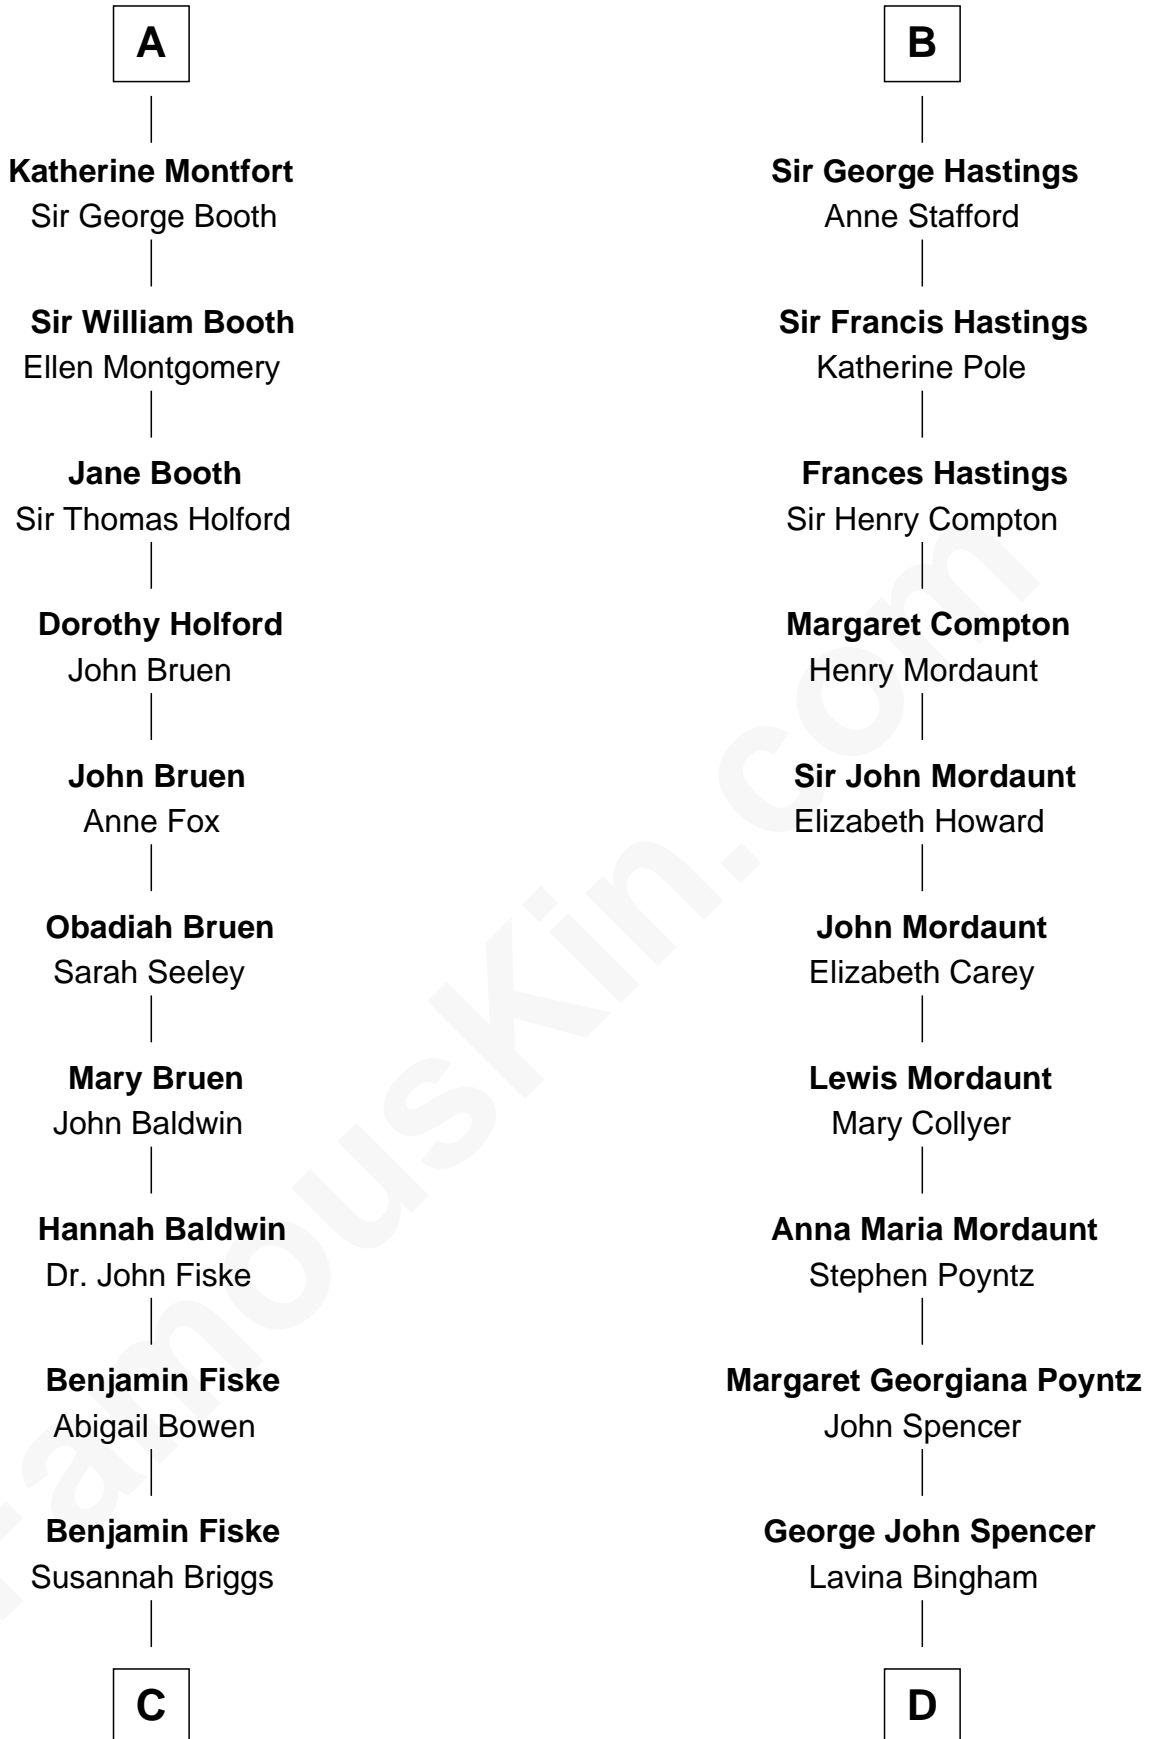 A
Katherine Montfort
Sir George Booth
Sir William Booth
Ellen Montgomery
Jane Booth
Sir Thomas Holford
Dorothy Holford
John Bruen
John Bruen
Anne Fox
Obadiah Bruen
Sarah Seeley
Mary Bruen
John Baldwin
Hannah Baldwin
Dr. John Fiske
Benjamin Fiske
Abigail Bowen
Benjamin Fiske
Susannah Briggs
C
B
Sir George Hastings
Anne Stafford
Sir Francis Hastings
Katherine Pole
Frances Hastings
Sir Henry Compton
Margaret Compton
Henry Mordaunt
Sir John Mordaunt
Elizabeth Howard
John Mordaunt
Elizabeth Carey
Lewis Mordaunt
Mary Collyer
Anna Maria Mordaunt
Stephen Poyntz
Margaret Georgiana Poyntz
John Spencer
George John Spencer
Lavina Bingham
D
FamousKin.com